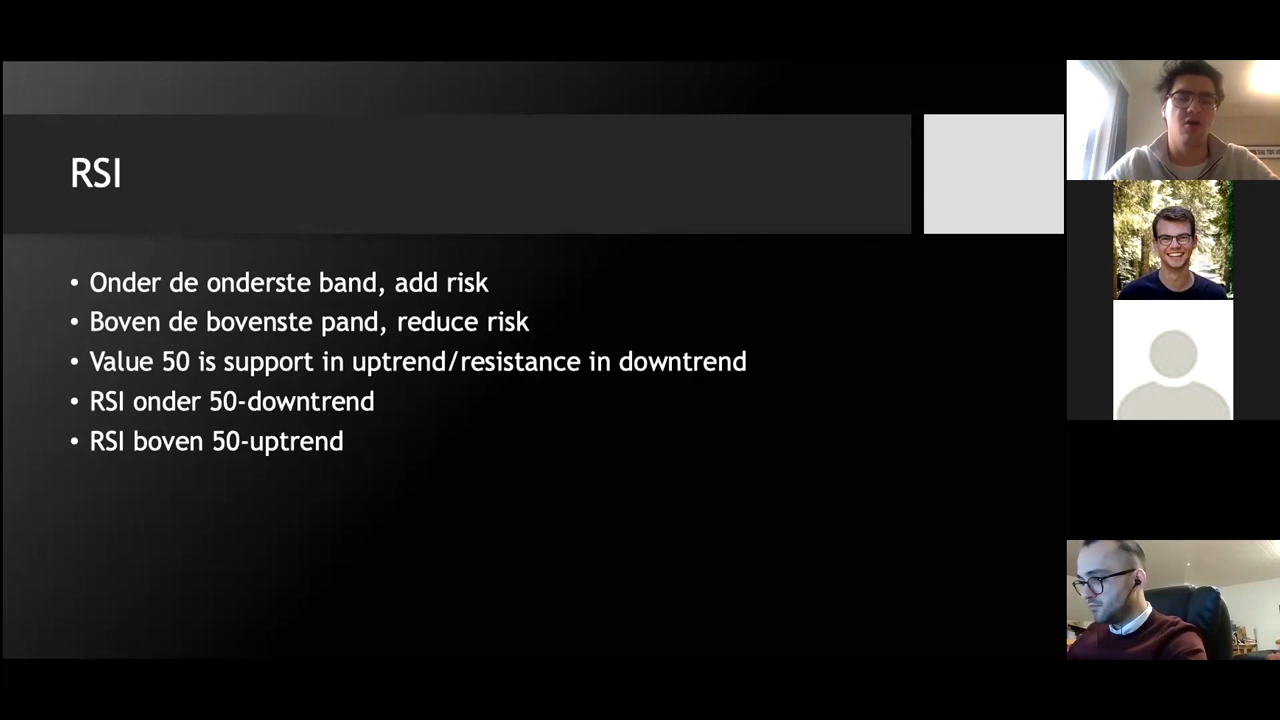 RSI
• Onder de onderste band, add risk
• Boven de bovenste pand, reduce risk
• Value 50 is support in uptrend/resistance in downtrend
• RSI onder 50-downtrend
• RSI boven 50-uptrend